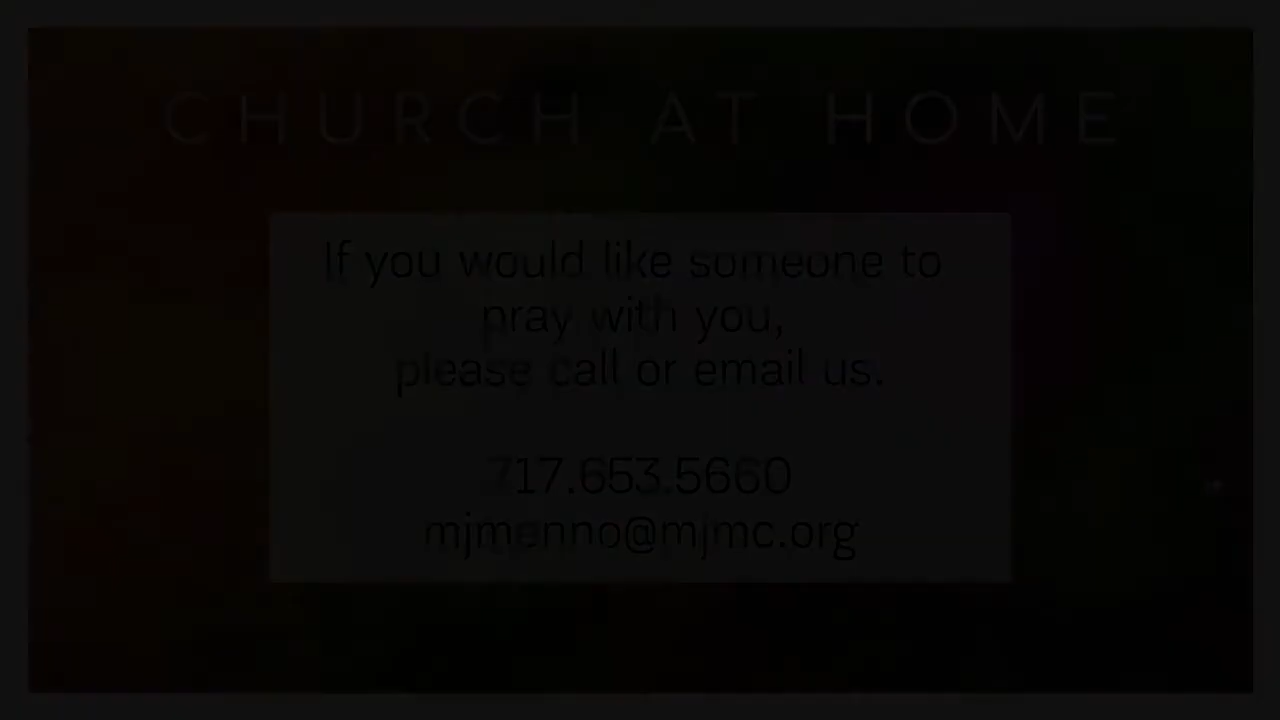 CHURCH AT HOME
If you would like someone to
pray with you,
please call or email us.
717.653.5660
mjmenno@mjmc.org